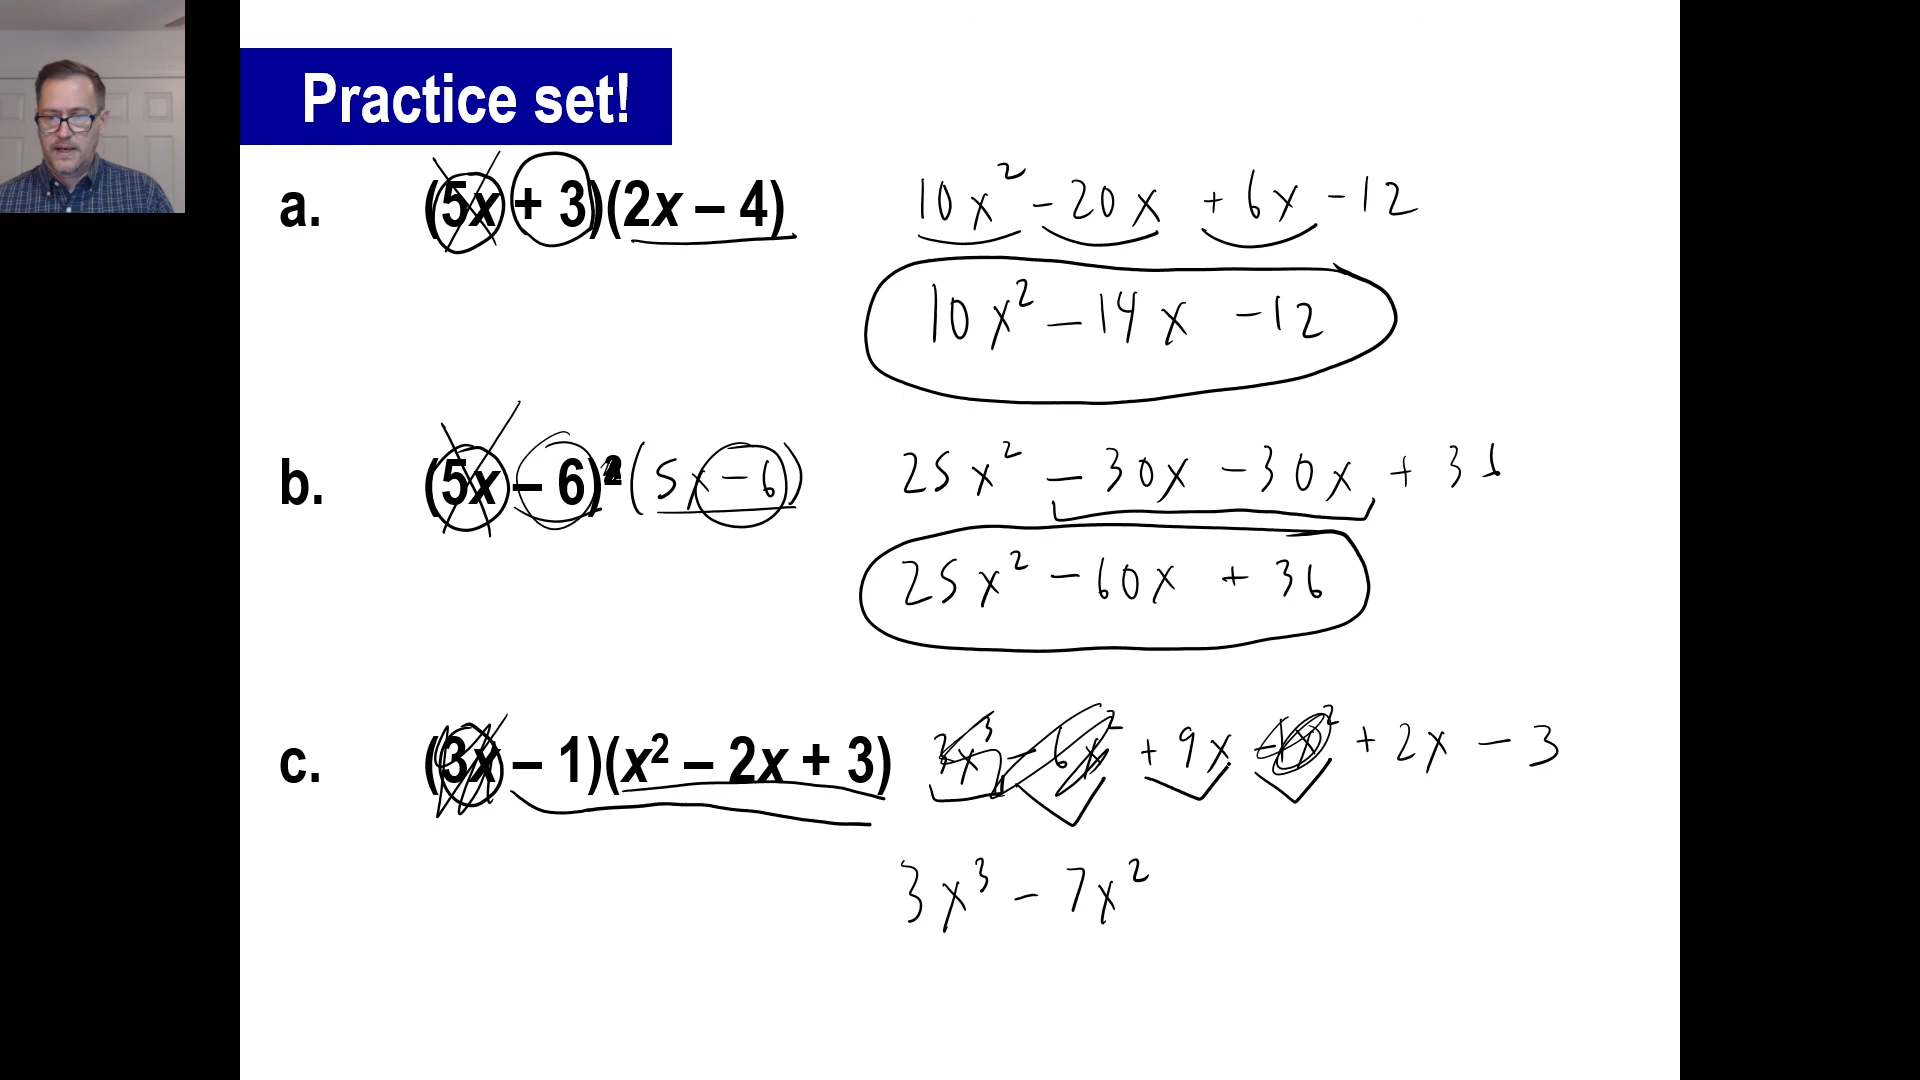 Practice set!
a. (5x + 3)(2x – 4) 10x² – 20x + 6x – 12
10x² – 14x – 12
b. (5x – 6)² (5x – 6) 25x² – 30x – 30x + 36
25x² – 60x + 36
c. (3x – 1)(x² – 2x + 3) 3x³ – 6x² + 9x – 1x² + 2x – 3
3x³ – 7x²